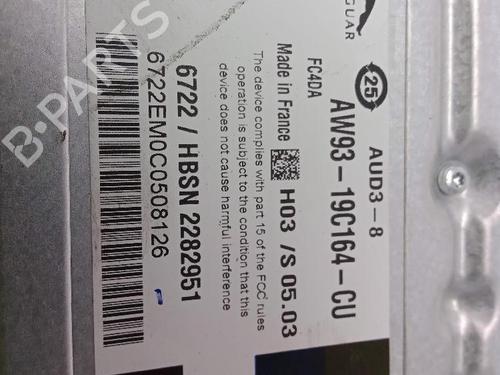 GUAR
25
AUD3-8
AW93-19C164-CU
FC4DA
Made in France
H03 /S 05.03
The device complies with part 15 of the FCC rules
operation is subject to the condition that this
device does not cause harmful interference
6722 / HBSN 2282951
6722EM0C0508126
B-PARTS